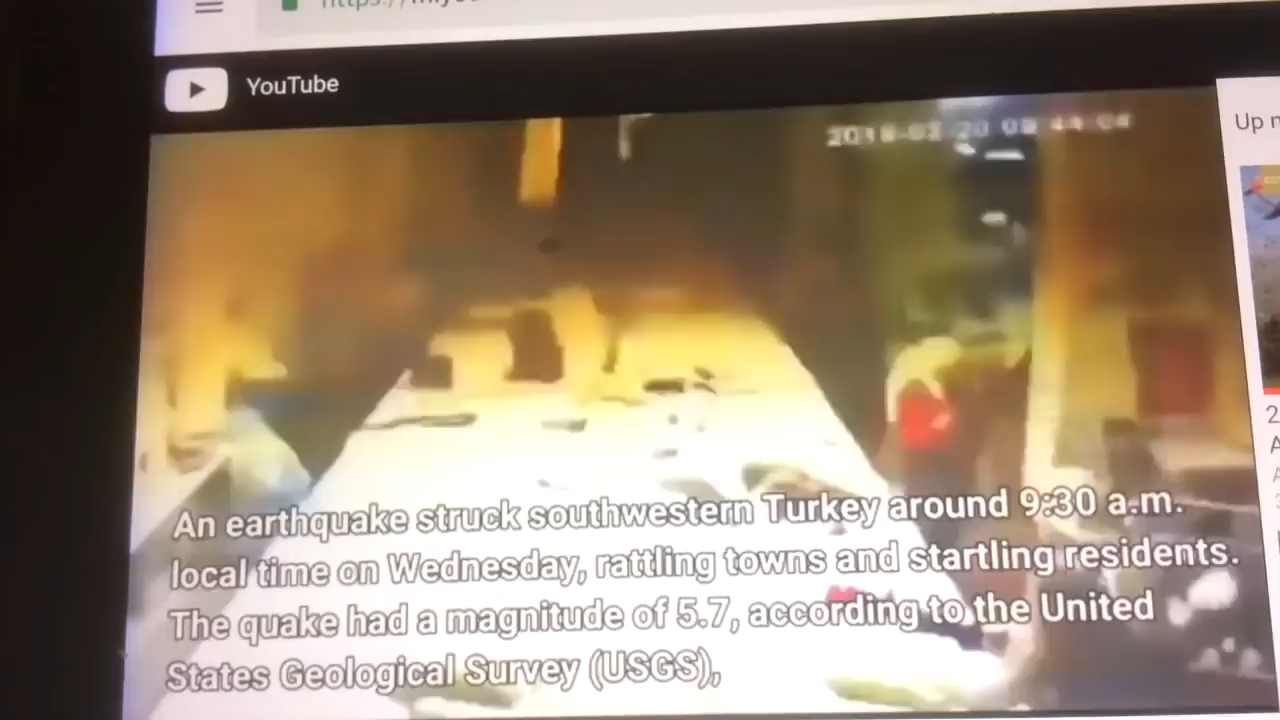 YouTube
Up n
An earthquake struck southwestern Turkey around 9:30 a.m.
local time on Wednesday, rattling towns and startling residents.
The quake had a magnitude of 5.7, according to the United
States Geological Survey (USGS),